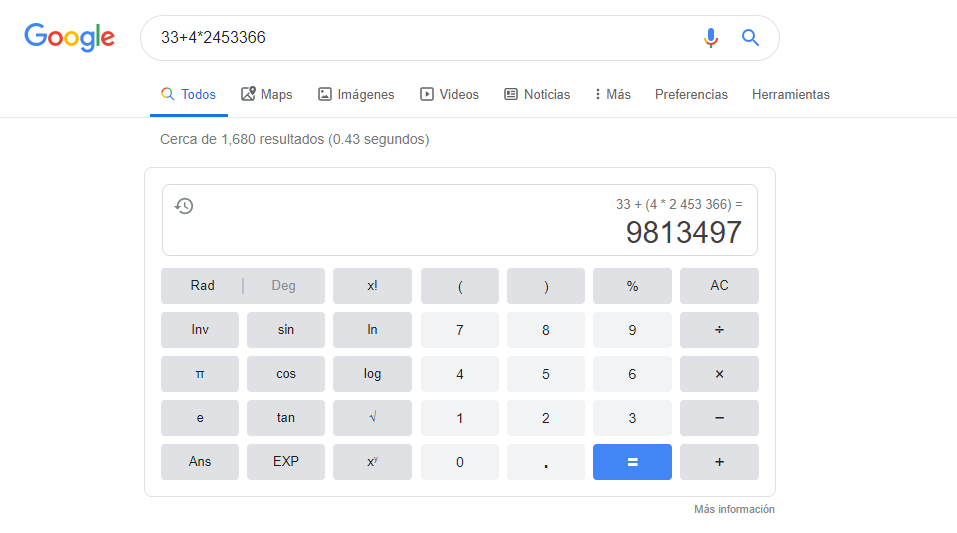 Google 33+4*2453366
Todos Maps Imágenes Videos Noticias Más Preferencias Herramientas
Cerca de 1,680 resultados (0.43 segundos)
33 + (4 * 2 453 366) =
9813497
Rad | Deg x! ( ) % AC
Inv sin ln 7 8 9 ÷
π cos log 4 5 6 ×
e tan √ 1 2 3 −
Ans EXP xʸ 0 . = +
Más información